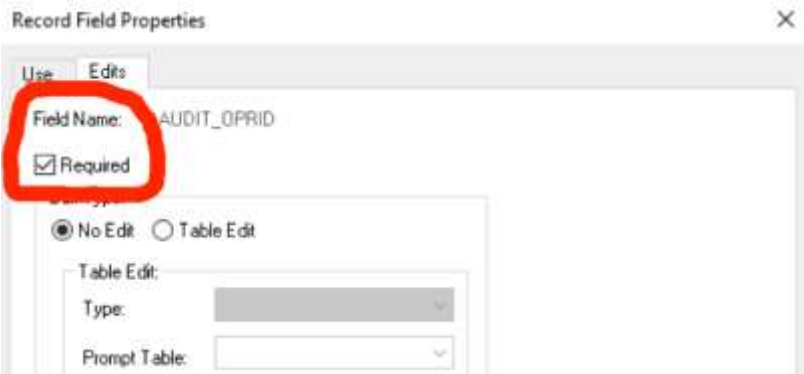 Record Field Properties
Use Edits
Field Name: AUDIT_OPRID
Required
No Edit Table Edit
Table Edit:
Type:
Prompt Table: